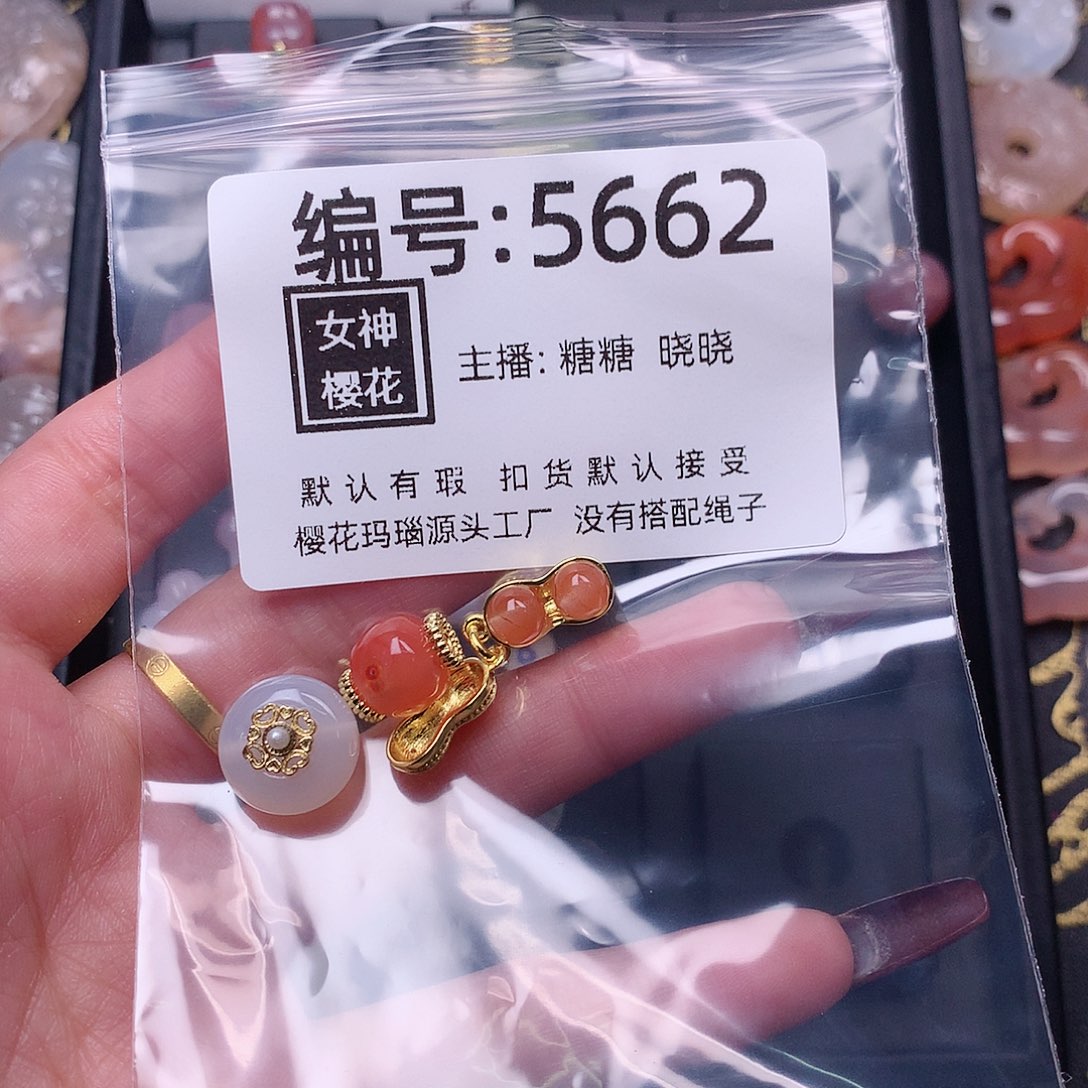 编号:5662
女神
樱花
主播: 糖糖 晓晓
默认有瑕 扣货默认接受
樱花玛瑙源头工厂 没有搭配绳子